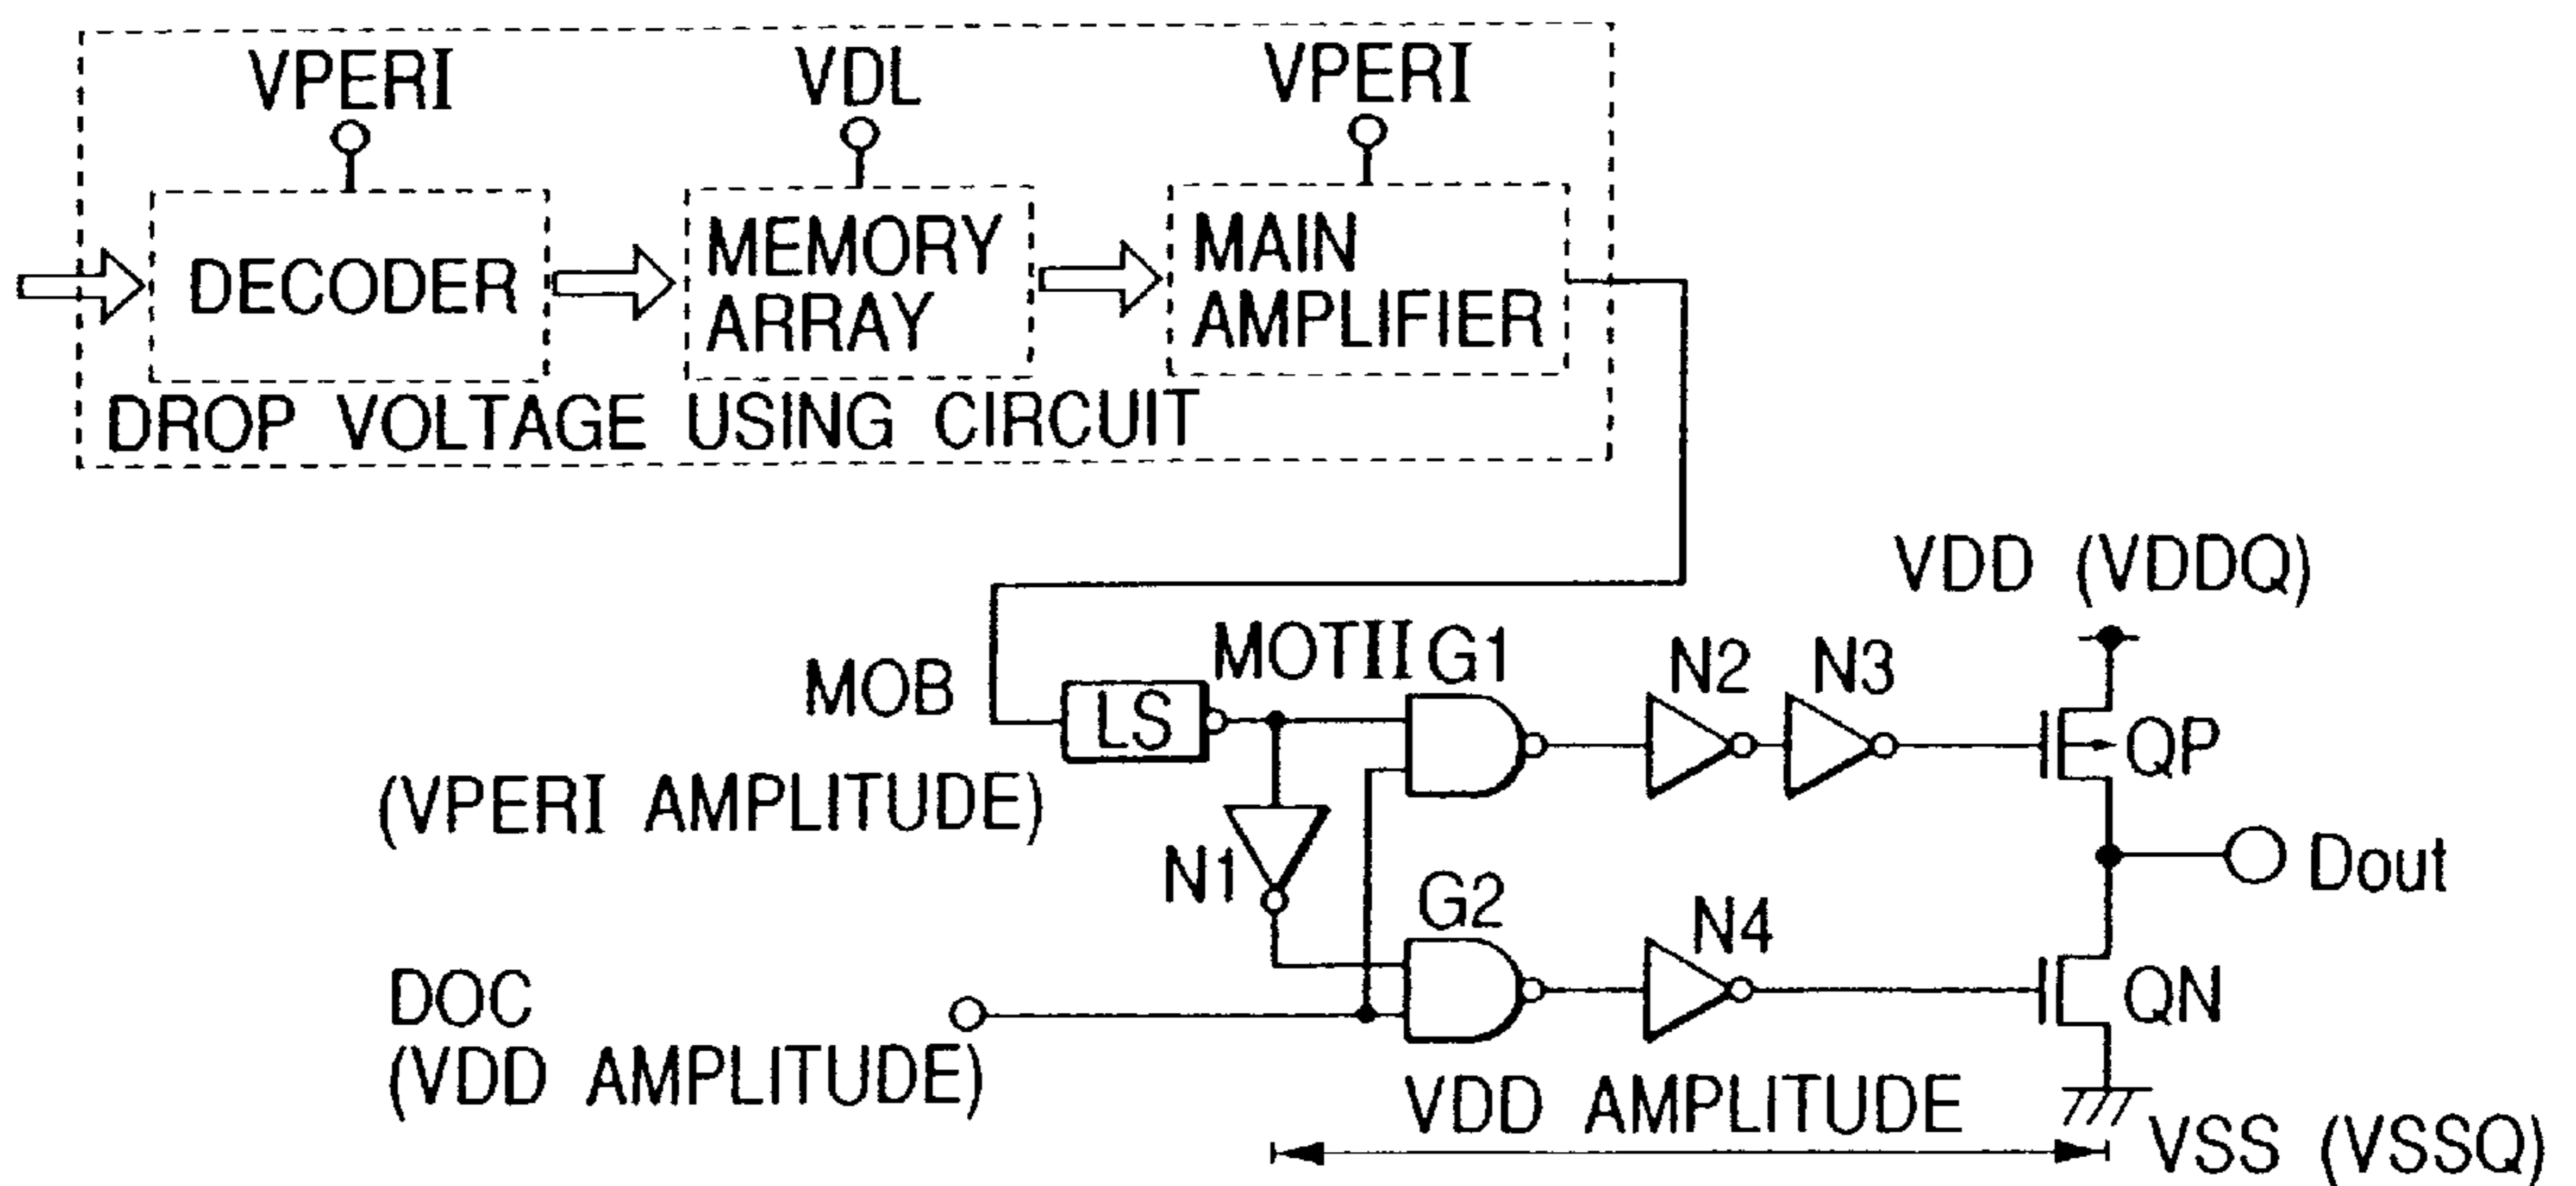 VPERI
VDL
VPERI
DECODER
MEMORY
ARRAY
MAIN
AMPLIFIER
DROP VOLTAGE USING CIRCUIT
VDD (VDDQ)
MOB
LS
MOTII
G1
N2
N3
QP
(VPERI AMPLITUDE)
N1
Dout
G2
N4
DOC
(VDD AMPLITUDE)
QN
VDD AMPLITUDE
VSS (VSSQ)